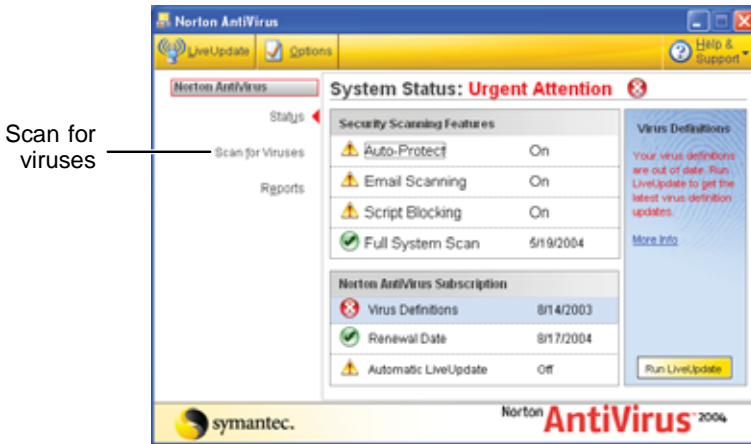 Norton AntiVirus
LiveUpdate Options Help & Support
Norton AntiVirus
Status
Scan for Viruses
Reports
Scan for
viruses
System Status: Urgent Attention
Security Scanning Features
Auto-Protect On
Email Scanning On
Script Blocking On
Full System Scan 5/19/2004
Norton AntiVirus Subscription
Virus Definitions 8/14/2003
Renewal Date 8/17/2004
Automatic LiveUpdate Off
Virus Definitions
Your virus definitions
are out of date. Run
LiveUpdate to get the
latest virus definition
updates.
More Info
Run LiveUpdate
symantec.
Norton AntiVirus 2004